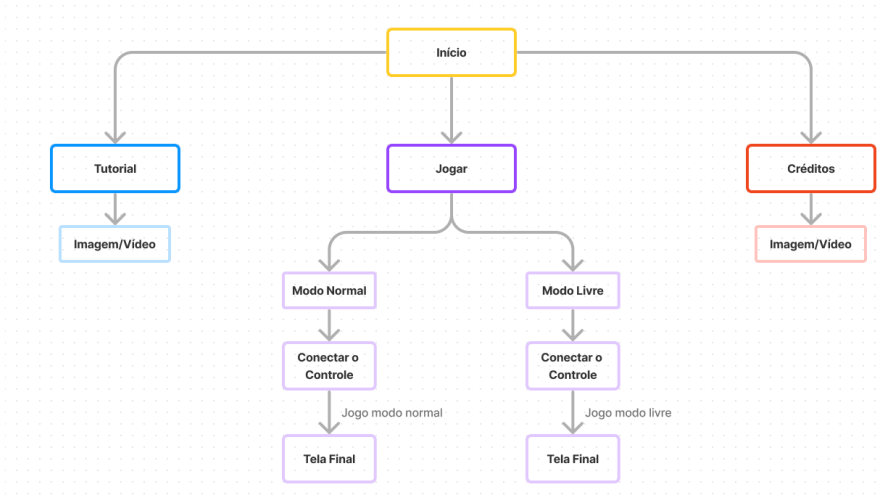 Início
Tutorial
Jogar
Créditos
Imagem/Vídeo
Imagem/Vídeo
Modo Normal
Modo Livre
Conectar o
Controle
Conectar o
Controle
Jogo modo normal
Jogo modo livre
Tela Final
Tela Final